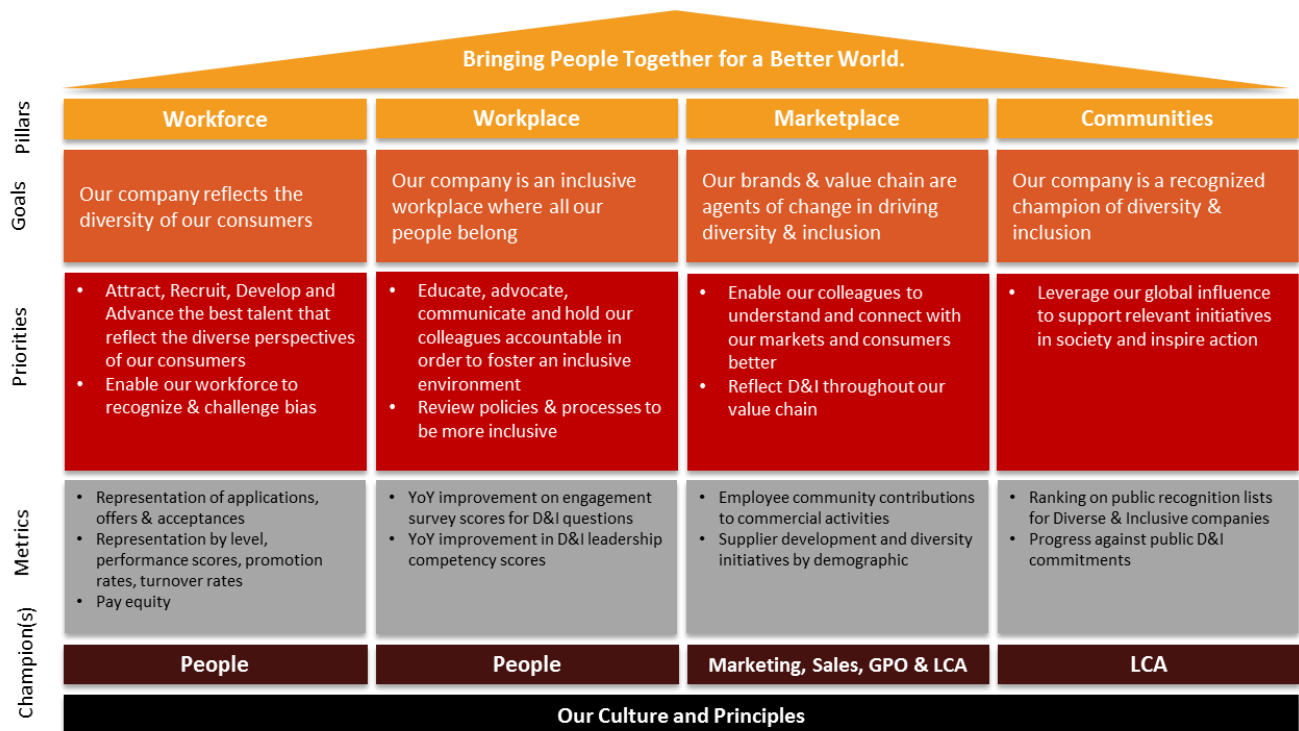 Bringing People Together for a Better World.
Pillars
Workforce
Workplace
Marketplace
Communities
Goals
Our company reflects the
diversity of our consumers
Our company is an inclusive
workplace where all our
people belong
Our brands & value chain are
agents of change in driving
diversity & inclusion
Our company is a recognized
champion of diversity &
inclusion
Priorities
• Attract, Recruit, Develop and
Advance the best talent that
reflect the diverse perspectives
of our consumers
• Enable our workforce to
recognize & challenge bias
• Educate, advocate,
communicate and hold our
colleagues accountable in
order to foster an inclusive
environment
• Review policies & processes to
be more inclusive
• Enable our colleagues to
understand and connect with
our markets and consumers
better
• Reflect D&I throughout our
value chain
• Leverage our global influence
to support relevant initiatives
in society and inspire action
Metrics
• Representation of applications,
offers & acceptances
• Representation by level,
performance scores, promotion
rates, turnover rates
• Pay equity
• YoY improvement on engagement
survey scores for D&I questions
• YoY improvement in D&I leadership
competency scores
• Employee community contributions
to commercial activities
• Supplier development and diversity
initiatives by demographic
• Ranking on public recognition lists
for Diverse & Inclusive companies
• Progress against public D&I
commitments
Champion(s)
People
People
Marketing, Sales, GPO & LCA
LCA
Our Culture and Principles